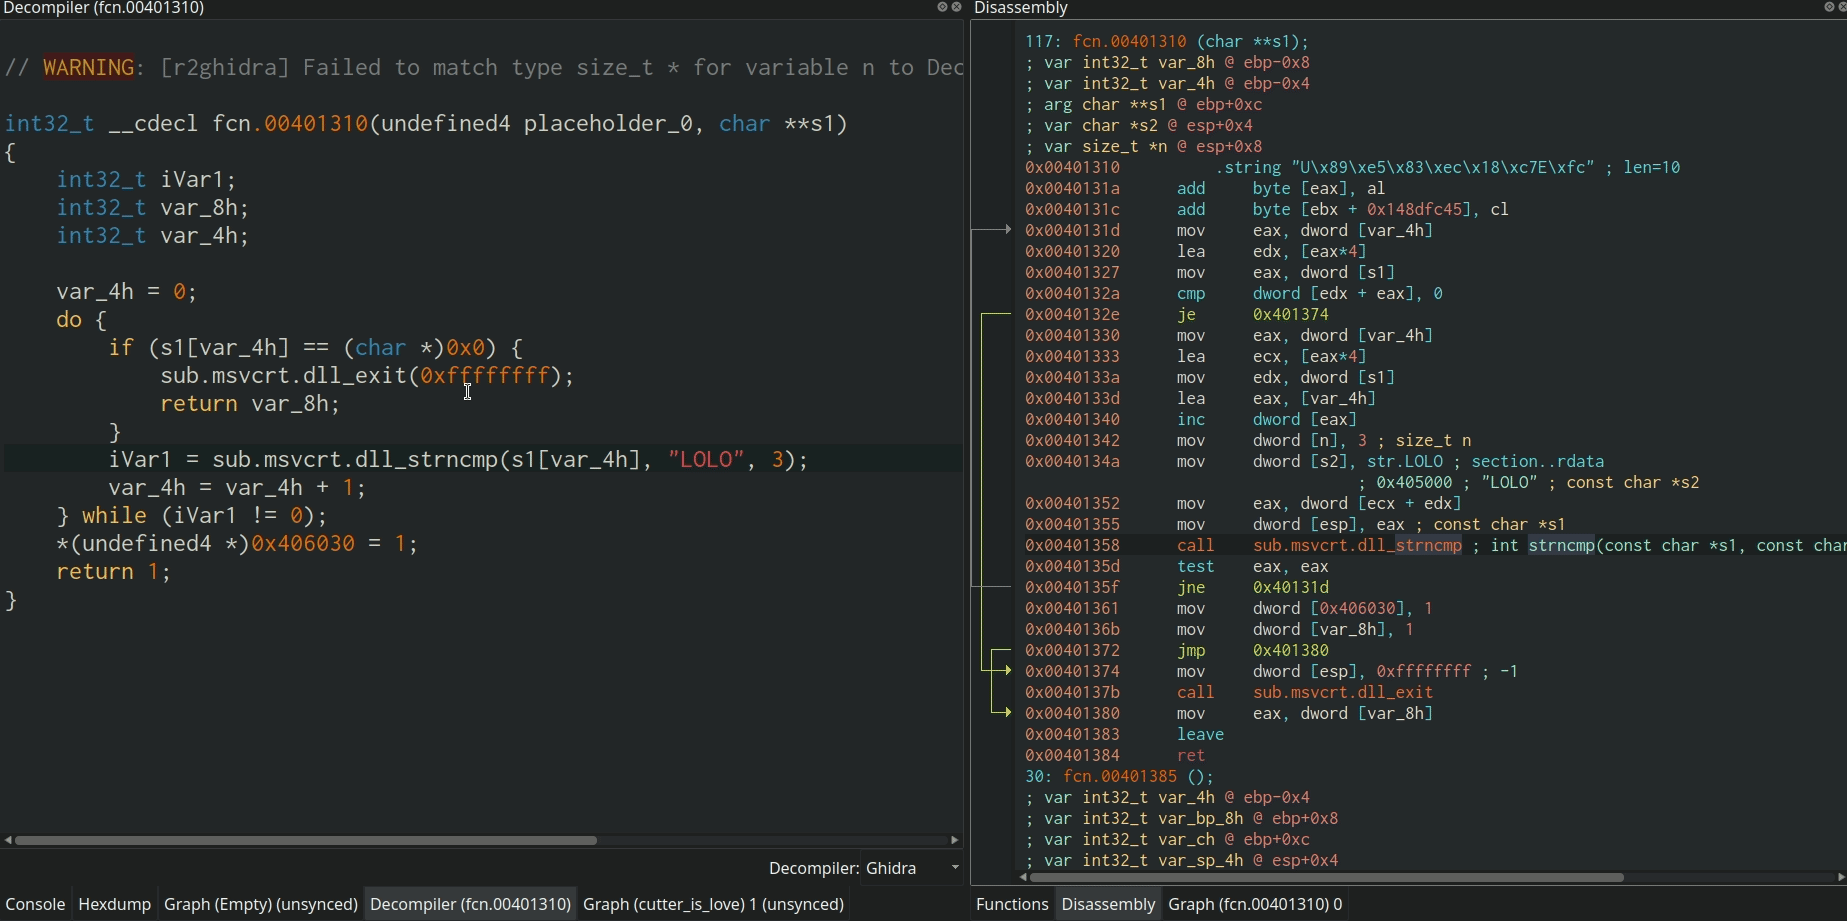 Decompiler (fcn.00401310)
// WARNING: [r2ghidra] Failed to match type size_t * for variable n to Dec
int32_t __cdecl fcn.00401310(undefined4 placeholder_0, char **s1)
{
int32_t iVar1;
int32_t var_8h;
int32_t var_4h;
var_4h = 0;
do {
if (s1[var_4h] == (char *)0x0) {
sub.msvcrt.dll_exit(0xffffffff);
return var_8h;
}
iVar1 = sub.msvcrt.dll_strncmp(s1[var_4h], "LOLO", 3);
var_4h = var_4h + 1;
} while (iVar1 != 0);
*(undefined4 *)0x406030 = 1;
return 1;
}
Decompiler: Ghidra
Console Hexdump Graph (Empty) (unsynced) Decompiler (fcn.00401310) Graph (cutter_is_love) 1 (unsynced)
Disassembly
117: fcn.00401310 (char **s1);
; var int32_t var_8h @ ebp-0x8
; var int32_t var_4h @ ebp-0x4
; arg char **s1 @ ebp+0xc
; var char *s2 @ esp+0x4
; var size_t *n @ esp+0x8
0x00401310 .string "U\x89\xe5\x83\xec\x18\xc7E\xfc" ; len=10
0x0040131a add byte [eax], al
0x0040131c add byte [ebx + 0x148dfc45], cl
0x0040131d mov eax, dword [var_4h]
0x00401320 lea edx, [eax*4]
0x00401327 mov eax, dword [s1]
0x0040132a cmp dword [edx + eax], 0
0x0040132e je 0x401374
0x00401330 mov eax, dword [var_4h]
0x00401333 lea ecx, [eax*4]
0x0040133a mov edx, dword [s1]
0x0040133d lea eax, [var_4h]
0x00401340 inc dword [eax]
0x00401342 mov dword [n], 3 ; size_t n
0x0040134a mov dword [s2], str.LOLO ; section..rdata
; 0x405000 ; "LOLO" ; const char *s2
0x00401352 mov eax, dword [ecx + edx]
0x00401355 mov dword [esp], eax ; const char *s1
0x00401358 call sub.msvcrt.dll_strncmp ; int strncmp(const char *s1, const char
0x0040135d test eax, eax
0x0040135f jne 0x40131d
0x00401361 mov dword [0x406030], 1
0x0040136b mov dword [var_8h], 1
0x00401372 jmp 0x401380
0x00401374 mov dword [esp], 0xffffffff ; -1
0x0040137b call sub.msvcrt.dll_exit
0x00401380 mov eax, dword [var_8h]
0x00401383 leave
0x00401384 ret
30: fcn.00401385 ();
; var int32_t var_4h @ ebp-0x4
; var int32_t var_bp_8h @ ebp+0x8
; var int32_t var_ch @ ebp+0xc
; var int32_t var_sp_4h @ esp+0x4
Functions Disassembly Graph (fcn.00401310) 0